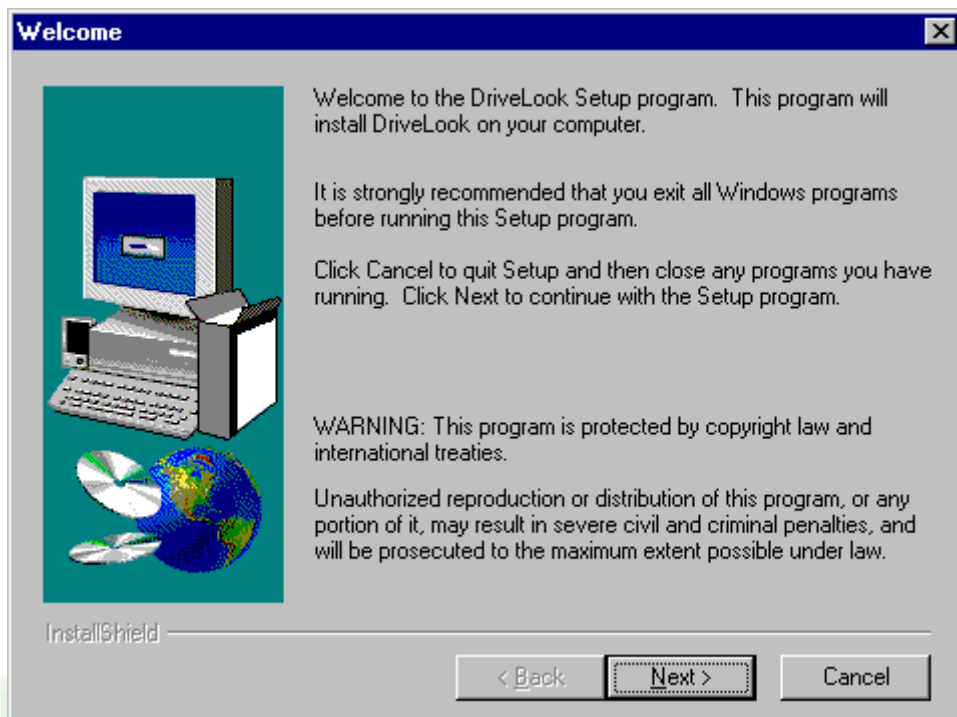 Welcome
Welcome to the DriveLook Setup program. This program will
install DriveLook on your computer.
It is strongly recommended that you exit all Windows programs
before running this Setup program.
Click Cancel to quit Setup and then close any programs you have
running. Click Next to continue with the Setup program.
WARNING: This program is protected by copyright law and
international treaties.
Unauthorized reproduction or distribution of this program, or any
portion of it, may result in severe civil and criminal penalties, and
will be prosecuted to the maximum extent possible under law.
InstallShield
< Back Next > Cancel